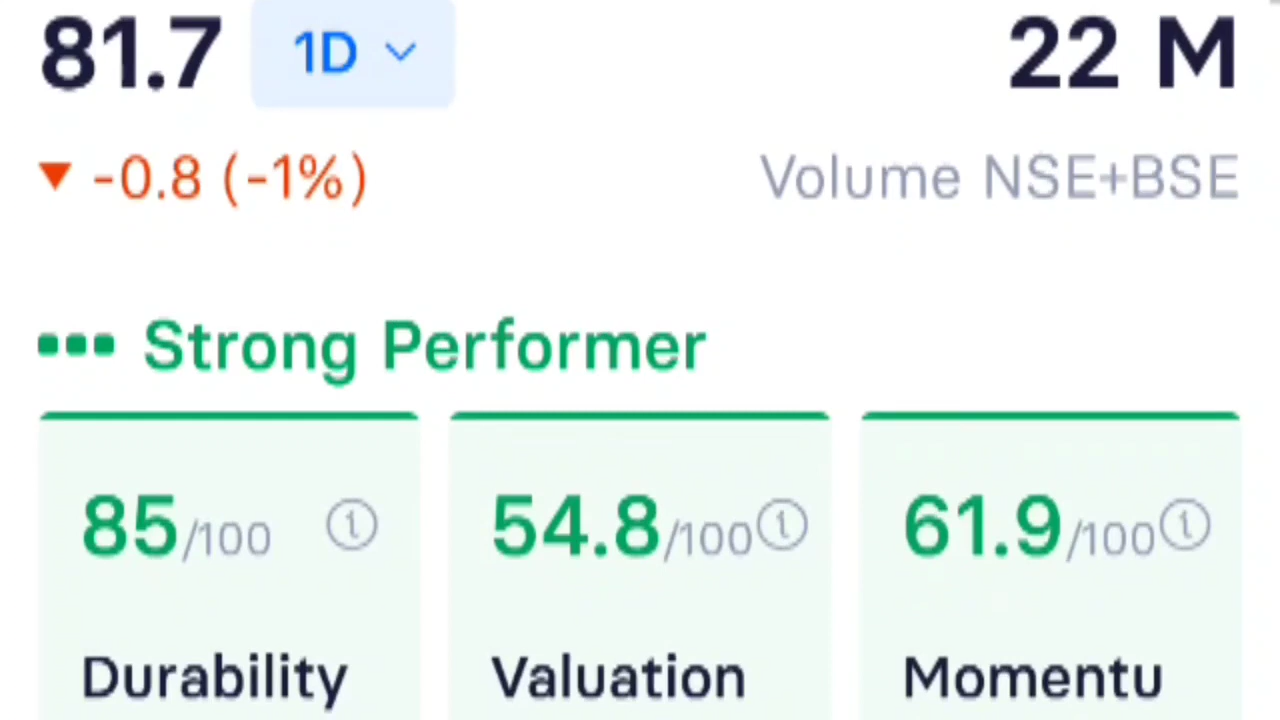 81.7 1D 22 M
-0.8 (-1%) Volume NSE+BSE
Strong Performer
85/100 54.8/100 61.9/100
Durability Valuation Momentu